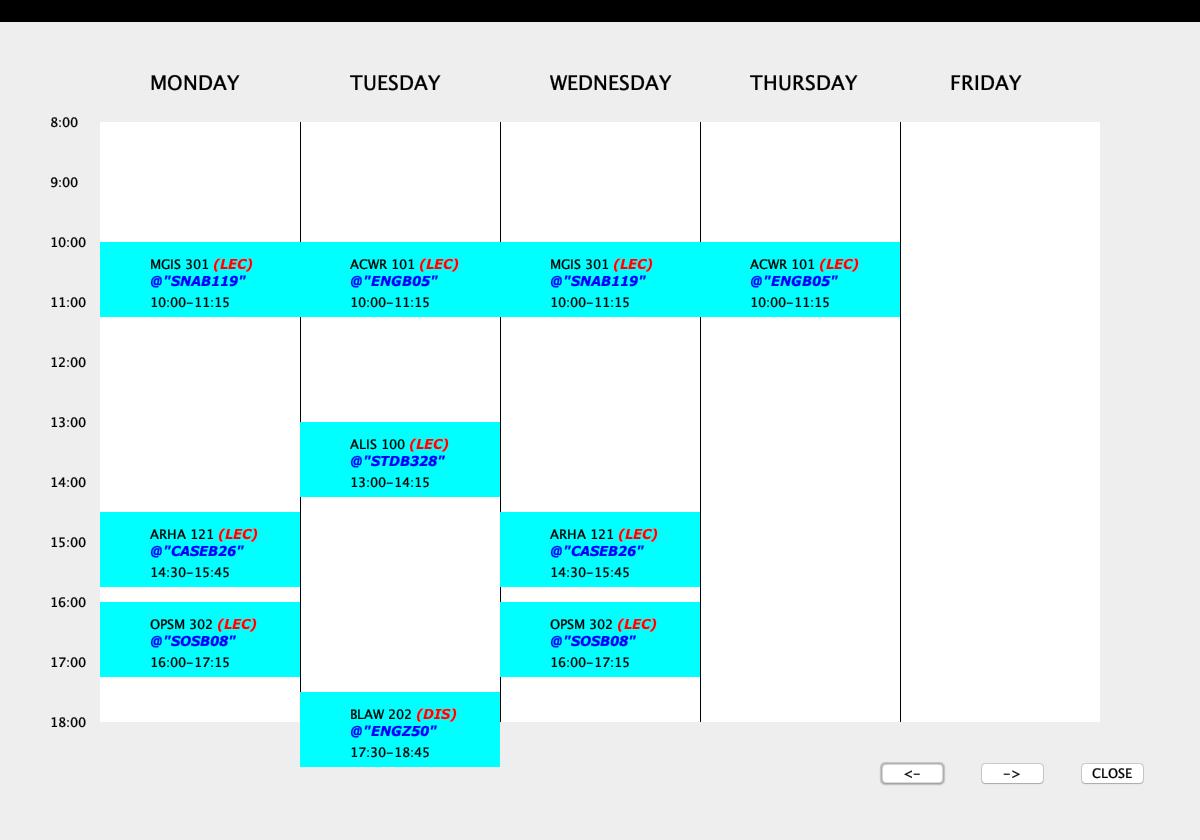 MONDAY TUESDAY WEDNESDAY THURSDAY FRIDAY
8:00
9:00
10:00
MGIS 301 (LEC)
@"SNAB119"
10:00–11:15
ACWR 101 (LEC)
@"ENGB05"
10:00–11:15
MGIS 301 (LEC)
@"SNAB119"
10:00–11:15
ACWR 101 (LEC)
@"ENGB05"
10:00–11:15
11:00
12:00
13:00
ALIS 100 (LEC)
@"STDB328"
13:00–14:15
14:00
ARHA 121 (LEC)
@"CASEB26"
14:30–15:45
ARHA 121 (LEC)
@"CASEB26"
14:30–15:45
15:00
16:00
OPSM 302 (LEC)
@"SOSB08"
16:00–17:15
OPSM 302 (LEC)
@"SOSB08"
16:00–17:15
17:00
BLAW 202 (DIS)
@"ENGZ50"
17:30–18:45
18:00
<- -> CLOSE